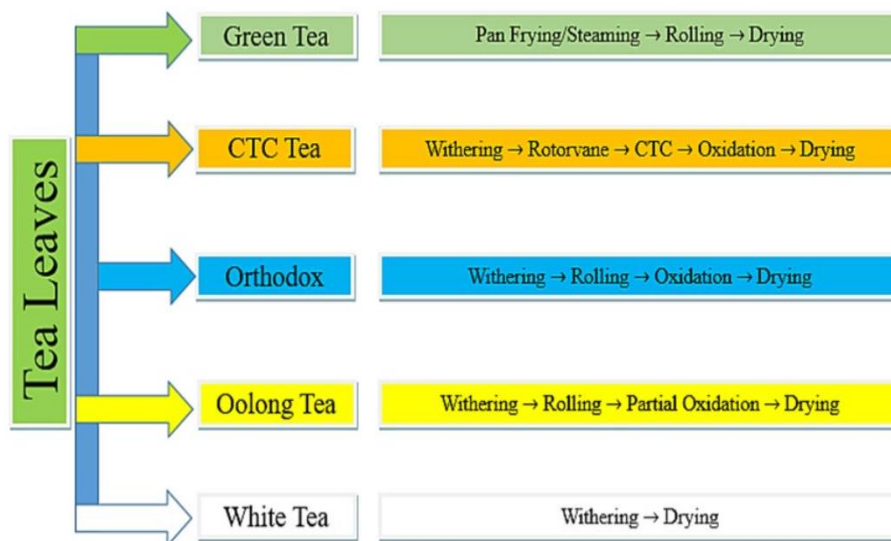 Tea Leaves
Green Tea
Pan Frying/Steaming → Rolling → Drying
CTC Tea
Withering → Rotorvane → CTC → Oxidation → Drying
Orthodox
Withering → Rolling → Oxidation → Drying
Oolong Tea
Withering → Rolling → Partial Oxidation → Drying
White Tea
Withering → Drying